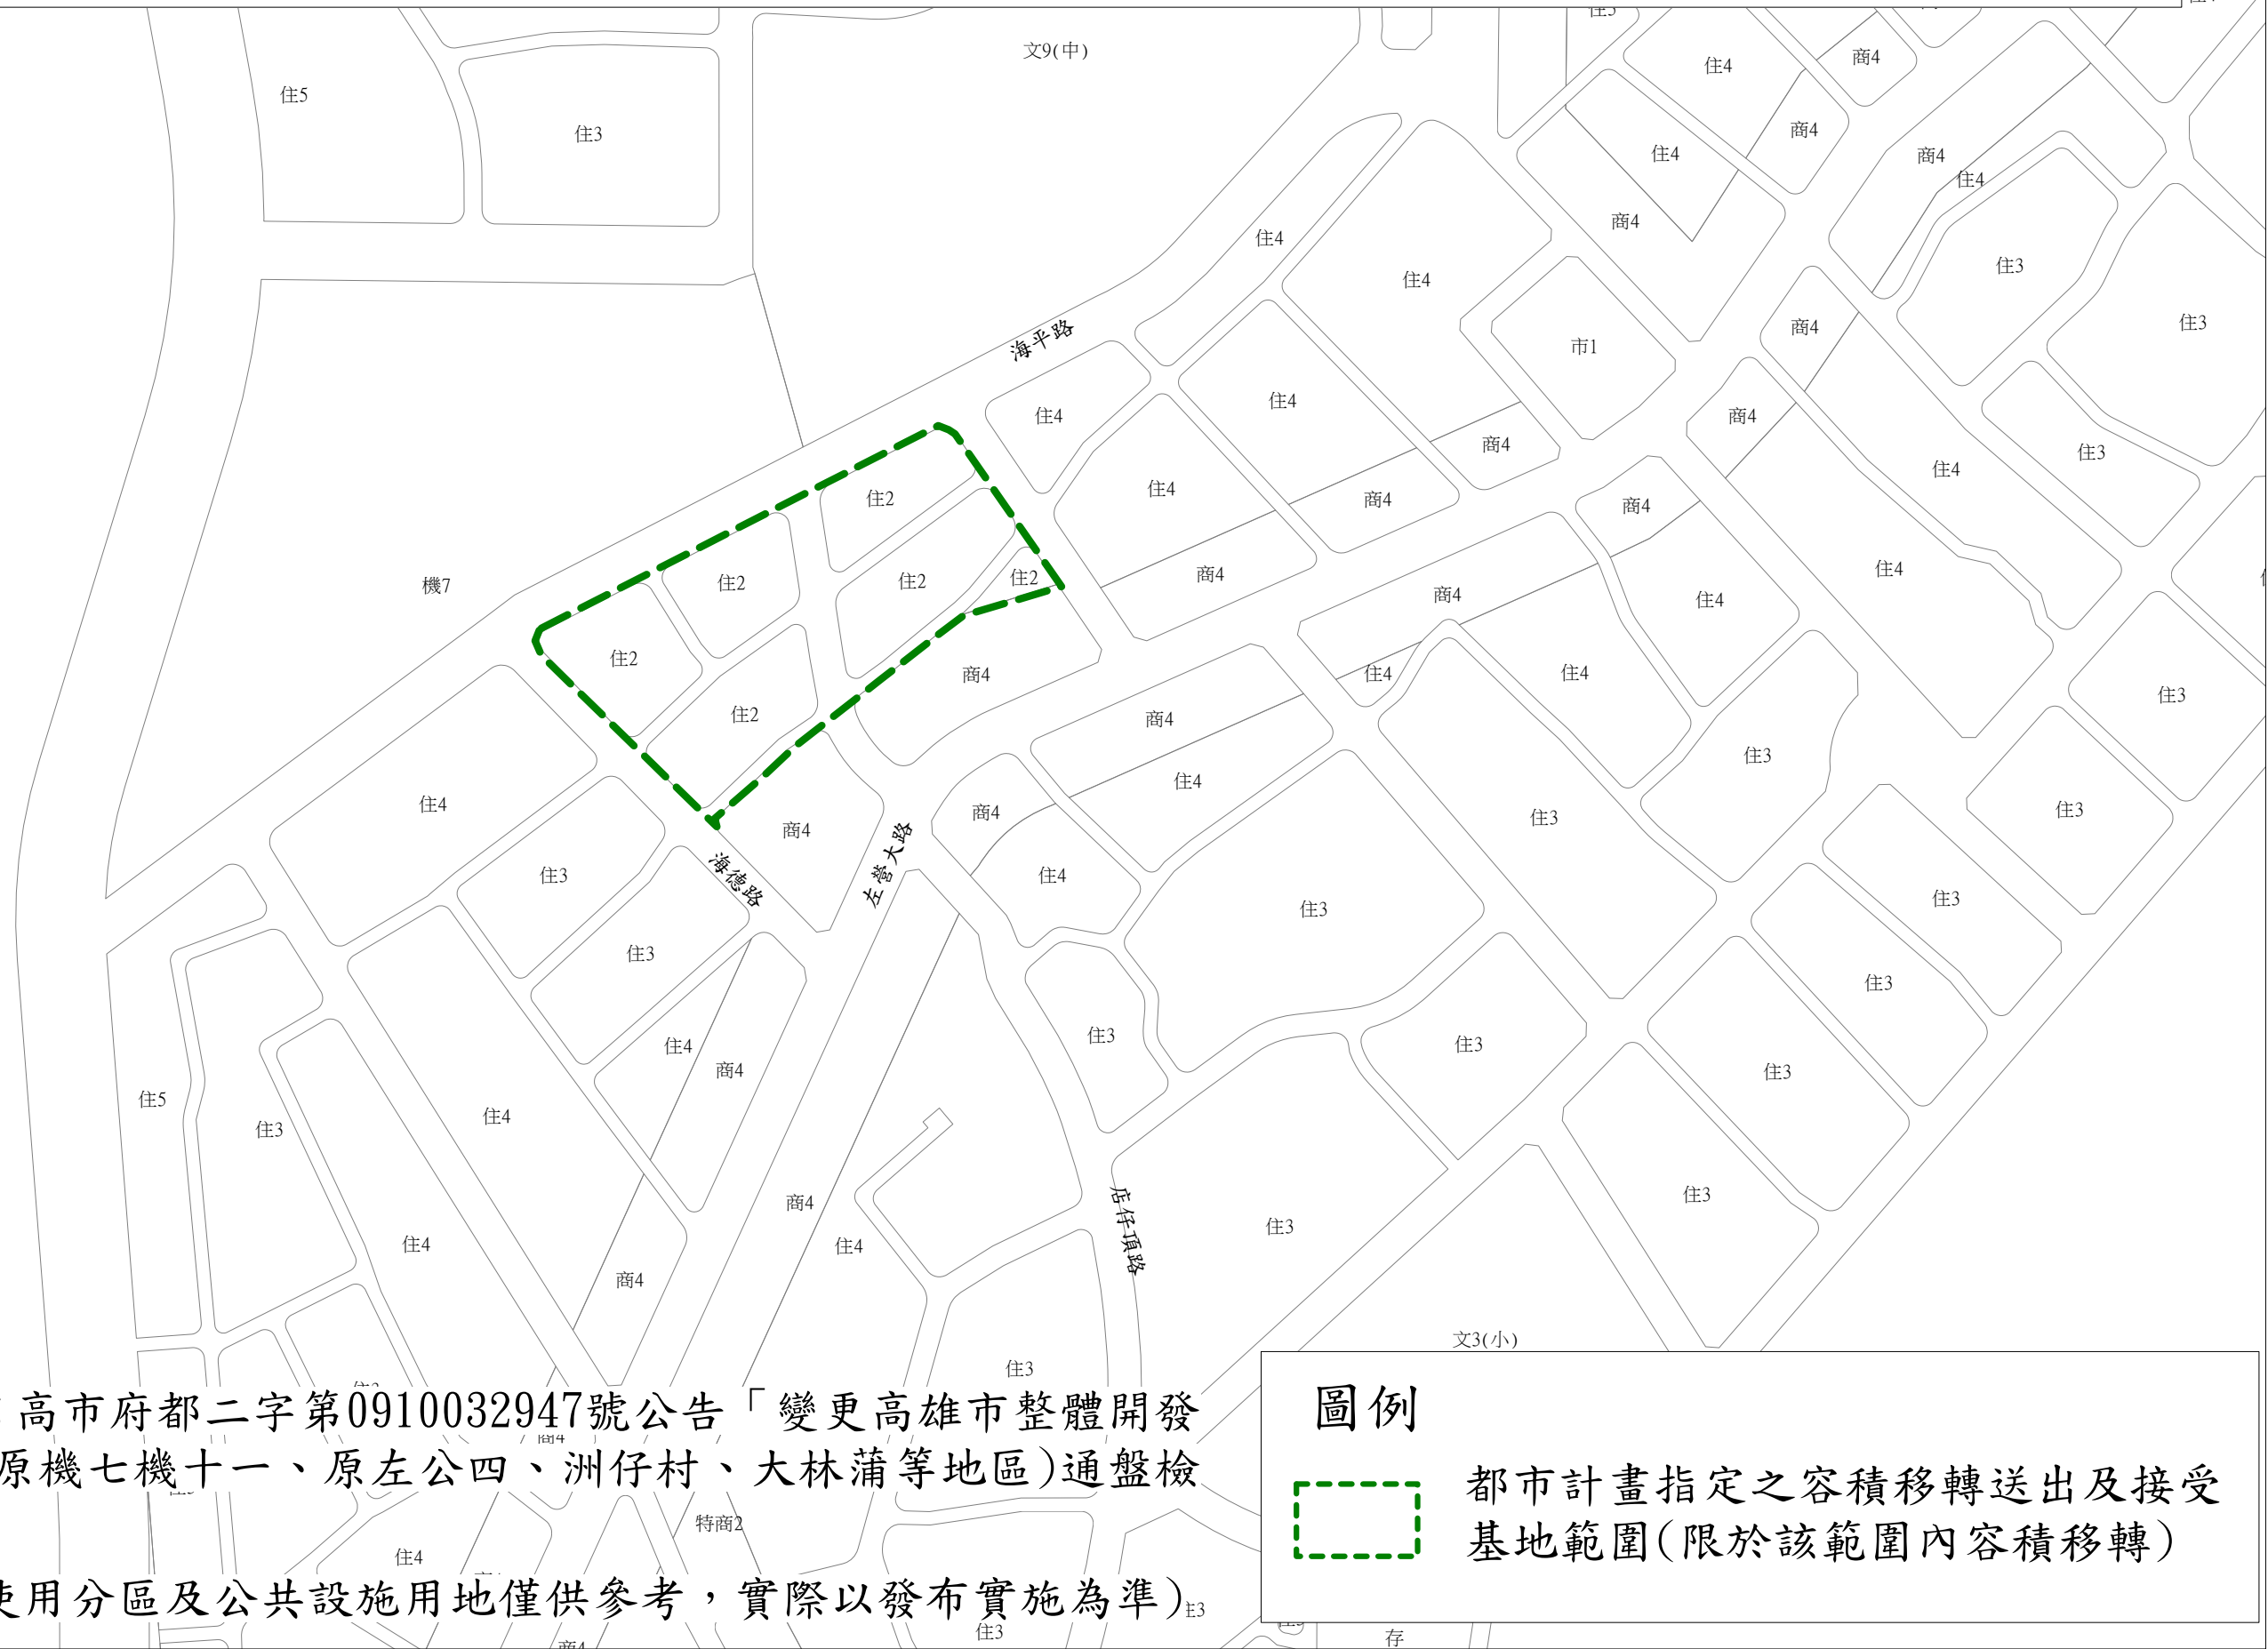 文9(中)
住4
商4
住5
住3
商4
住4
商4
住4
商4
住4
住4
住3
住4
住3
海平路
商4
市1
住4
住4
商4
住3
商4
住4
住2
住4
商4
商4
住4
機7
住2
住2
住2
商4
商4
住4
住4
住2
商4
住4
住4
住3
住2
商4
住3
住4
商4
住4
商4
住3
住3
海德路
左營大路
住3
住4
住3
住3
住3
住3
住4
商4
住3
住3
住3
住5
住3
住4
商4
店仔頂路
住3
住3
住4
住4
商4
文3(小)
住3
高市府都二字第0910032947號公告「變更高雄市整體開發
原機七機十一、原左公四、洲仔村、大林蒲等地區)通盤檢
特商2
住4
使用分區及公共設施用地僅供參考，實際以發布實施為準)
住3
住3
存
圖例
都市計畫指定之容積移轉送出及接受
基地範圍(限於該範圍內容積移轉)